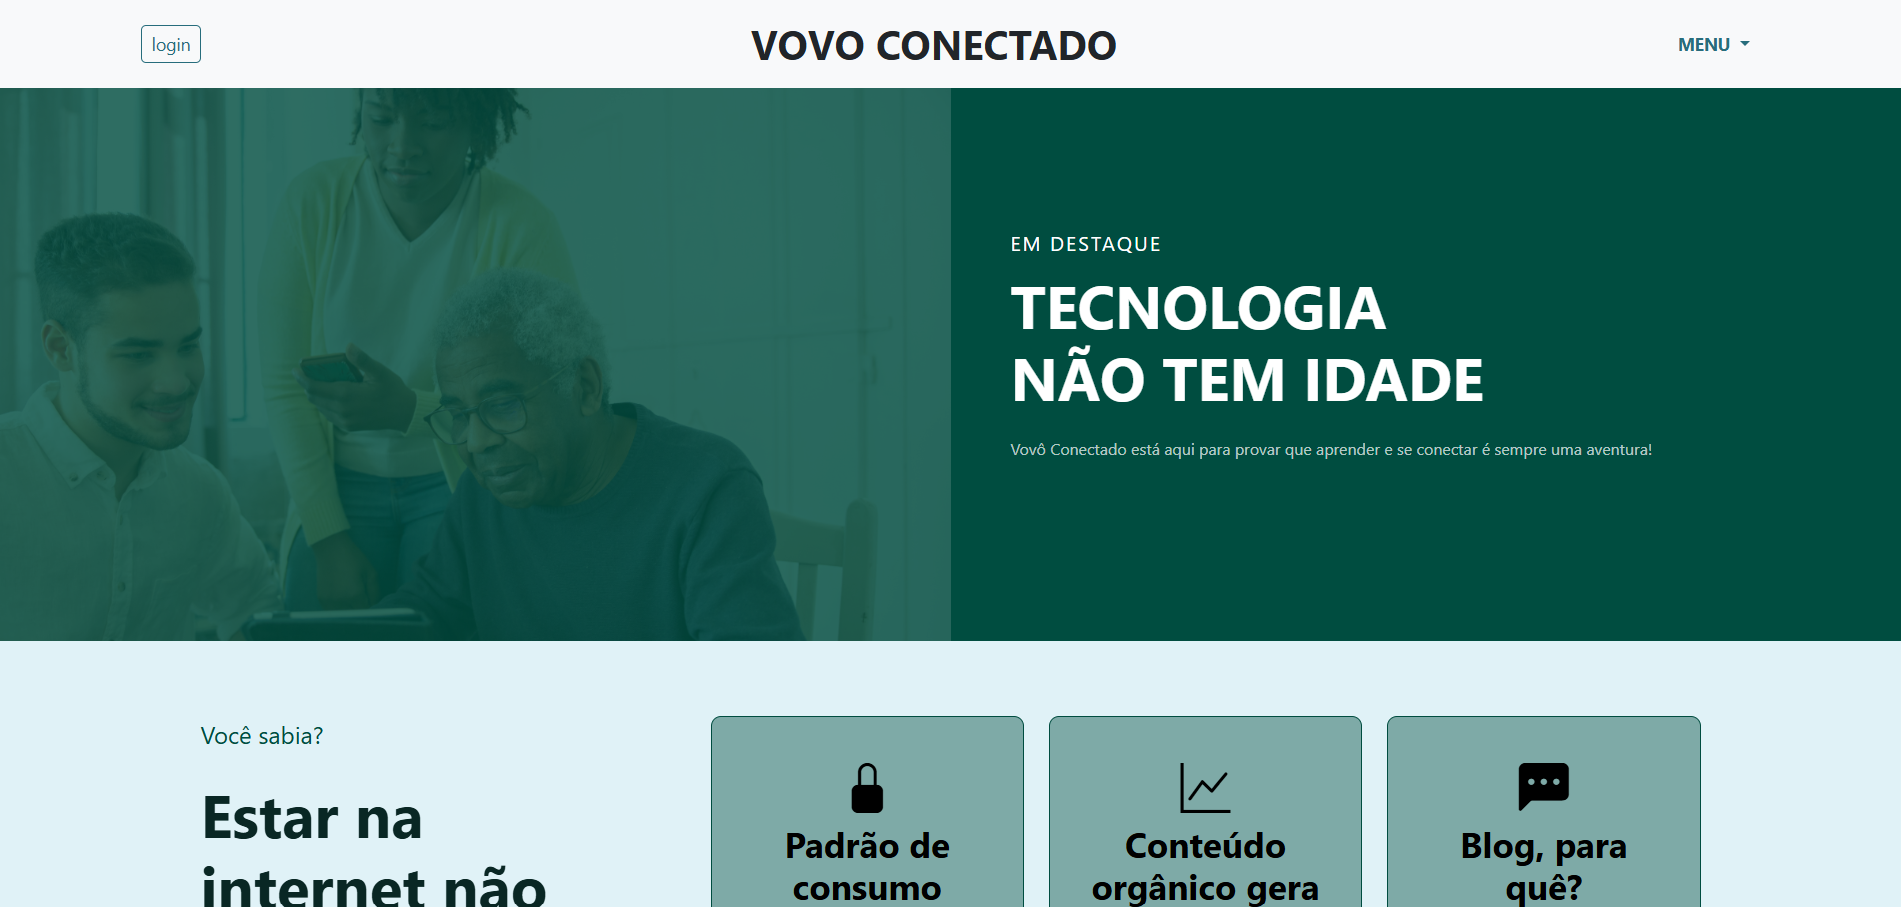 login
VOVO CONECTADO
MENU
EM DESTAQUE
TECNOLOGIA
NÃO TEM IDADE
Vovô Conectado está aqui para provar que aprender e se conectar é sempre uma aventura!
Você sabia?
Estar na
internet não
Padrão de
consumo
Conteúdo
orgânico gera
Blog, para
quê?